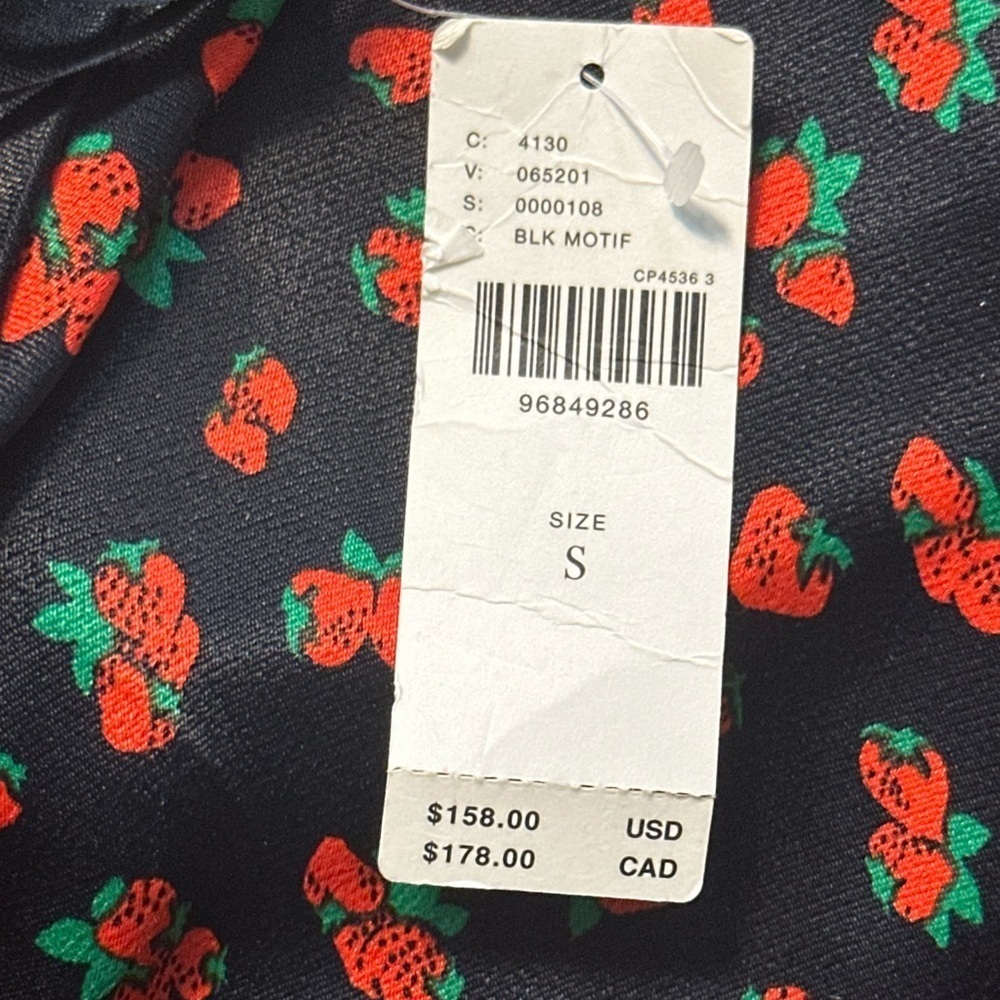 C: 4130
V: 065201
S: 0000108
BLK MOTIF
CP4536 3
96849286
SIZE
S
$158.00 USD
$178.00 CAD